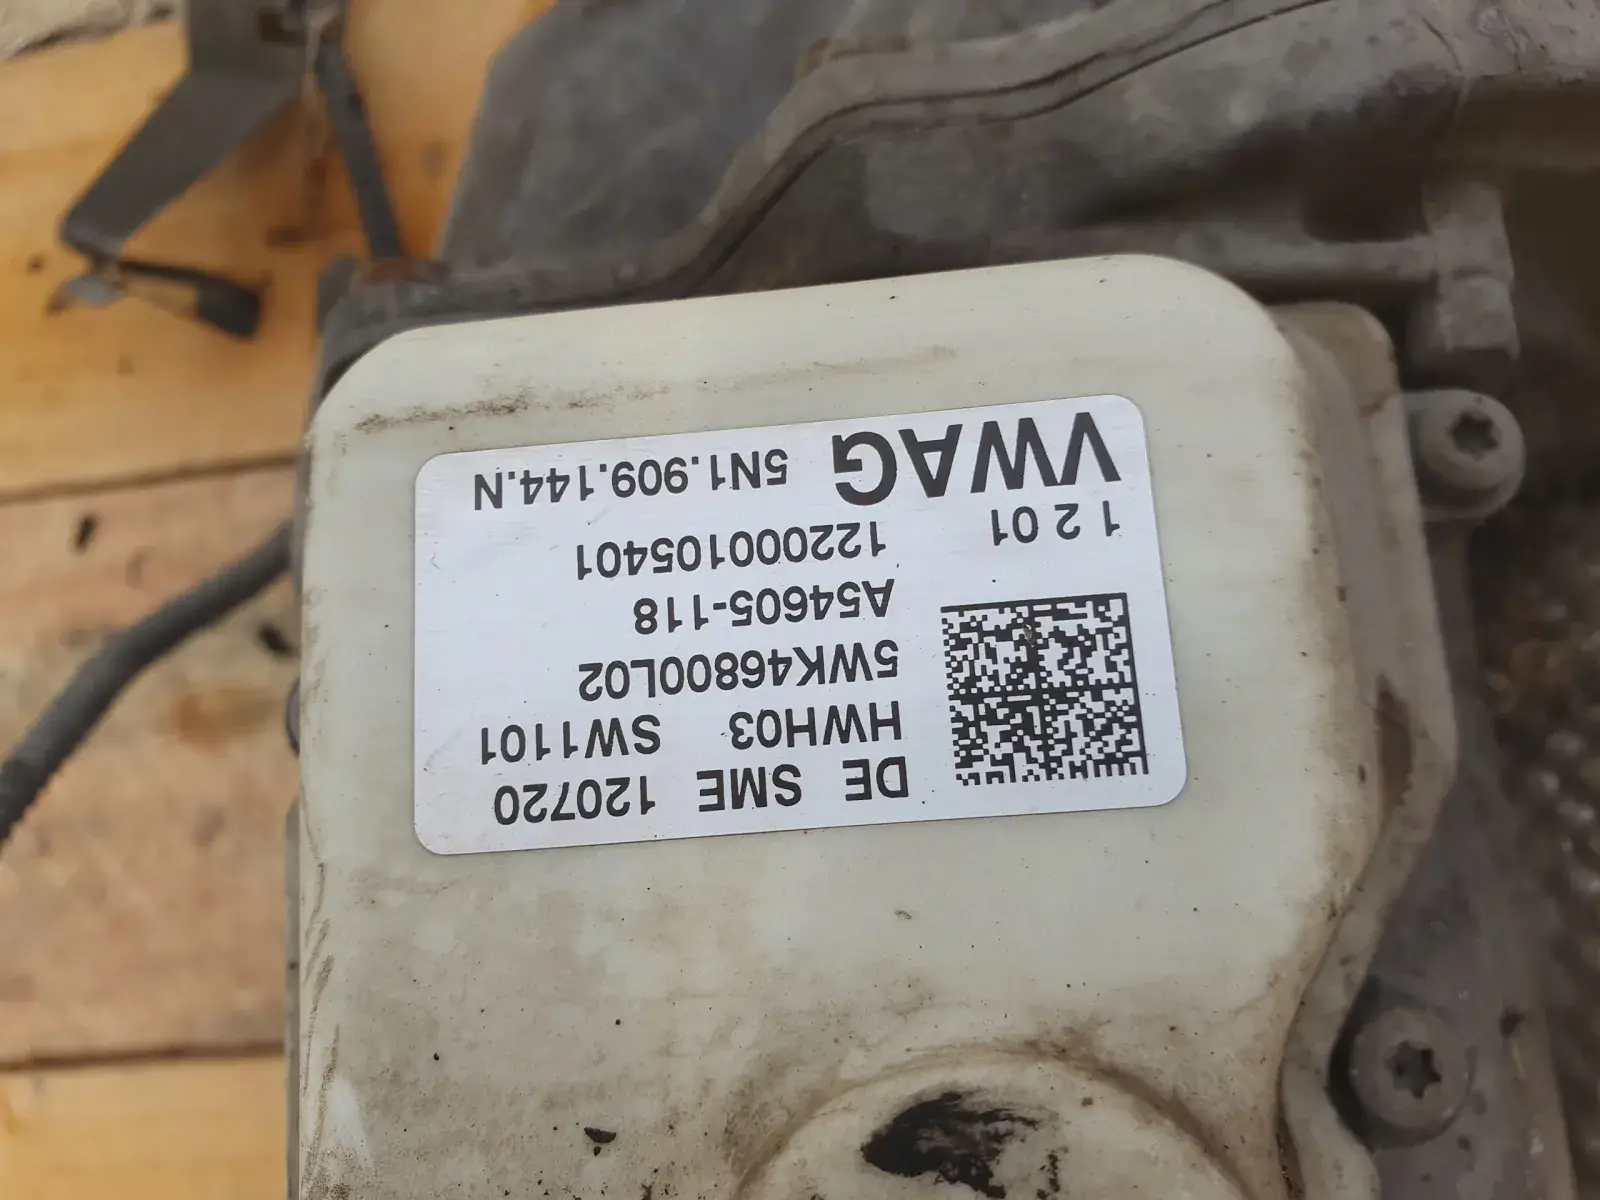 VWAG 5N1.909.144.N
1 2 01 12200010540‌1
A54605-118
5WK46800L02
HWH03 SW1101
DE SME 120720